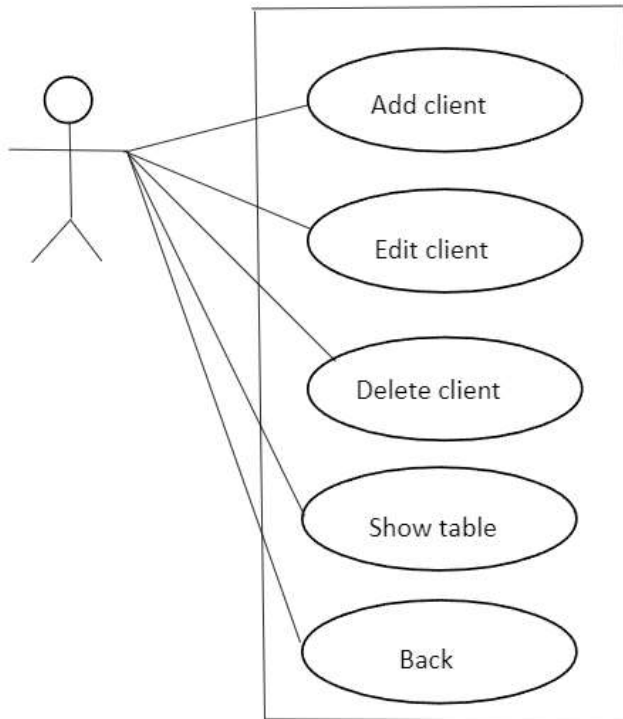 Add client
Edit client
Delete client
Show table
Back